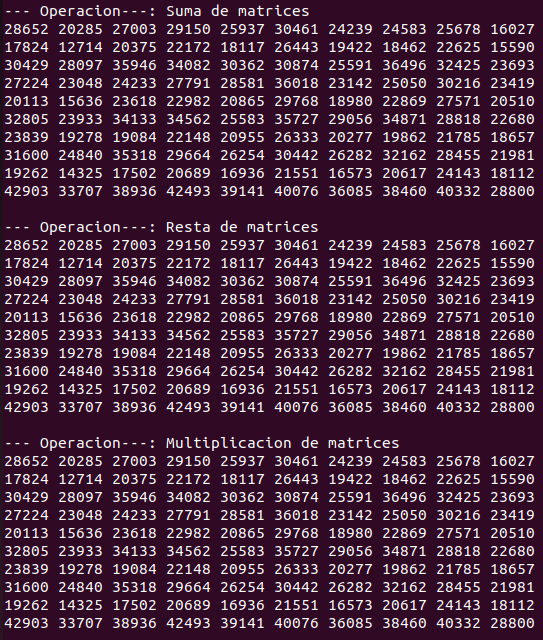 --- Operacion---: Suma de matrices
28652 20285 27003 29150 25937 30461 24239 24583 25678 16027
17824 12714 20375 22172 18117 26443 19422 18462 22625 15590
30429 28097 35946 34082 30362 30874 25591 36496 32425 23693
27224 23048 24233 27791 28581 36018 23142 25050 30216 23419
20113 15636 23618 22982 20865 29768 18980 22869 27571 20510
32805 23933 34133 34562 25583 35727 29056 34871 28818 22680
23839 19278 19084 22148 20955 26333 20277 19862 21785 18657
31600 24840 35318 29664 26254 30442 26282 32162 28455 21981
19262 14325 17502 20689 16936 21551 16573 20617 24143 18112
42903 33707 38936 42493 39141 40076 36085 38460 40332 28800
--- Operacion---: Resta de matrices
28652 20285 27003 29150 25937 30461 24239 24583 25678 16027
17824 12714 20375 22172 18117 26443 19422 18462 22625 15590
30429 28097 35946 34082 30362 30874 25591 36496 32425 23693
27224 23048 24233 27791 28581 36018 23142 25050 30216 23419
20113 15636 23618 22982 20865 29768 18980 22869 27571 20510
32805 23933 34133 34562 25583 35727 29056 34871 28818 22680
23839 19278 19084 22148 20955 26333 20277 19862 21785 18657
31600 24840 35318 29664 26254 30442 26282 32162 28455 21981
19262 14325 17502 20689 16936 21551 16573 20617 24143 18112
42903 33707 38936 42493 39141 40076 36085 38460 40332 28800
--- Operacion---: Multiplicacion de matrices
28652 20285 27003 29150 25937 30461 24239 24583 25678 16027
17824 12714 20375 22172 18117 26443 19422 18462 22625 15590
30429 28097 35946 34082 30362 30874 25591 36496 32425 23693
27224 23048 24233 27791 28581 36018 23142 25050 30216 23419
20113 15636 23618 22982 20865 29768 18980 22869 27571 20510
32805 23933 34133 34562 25583 35727 29056 34871 28818 22680
23839 19278 19084 22148 20955 26333 20277 19862 21785 18657
31600 24840 35318 29664 26254 30442 26282 32162 28455 21981
19262 14325 17502 20689 16936 21551 16573 20617 24143 18112
42903 33707 38936 42493 39141 40076 36085 38460 40332 28800